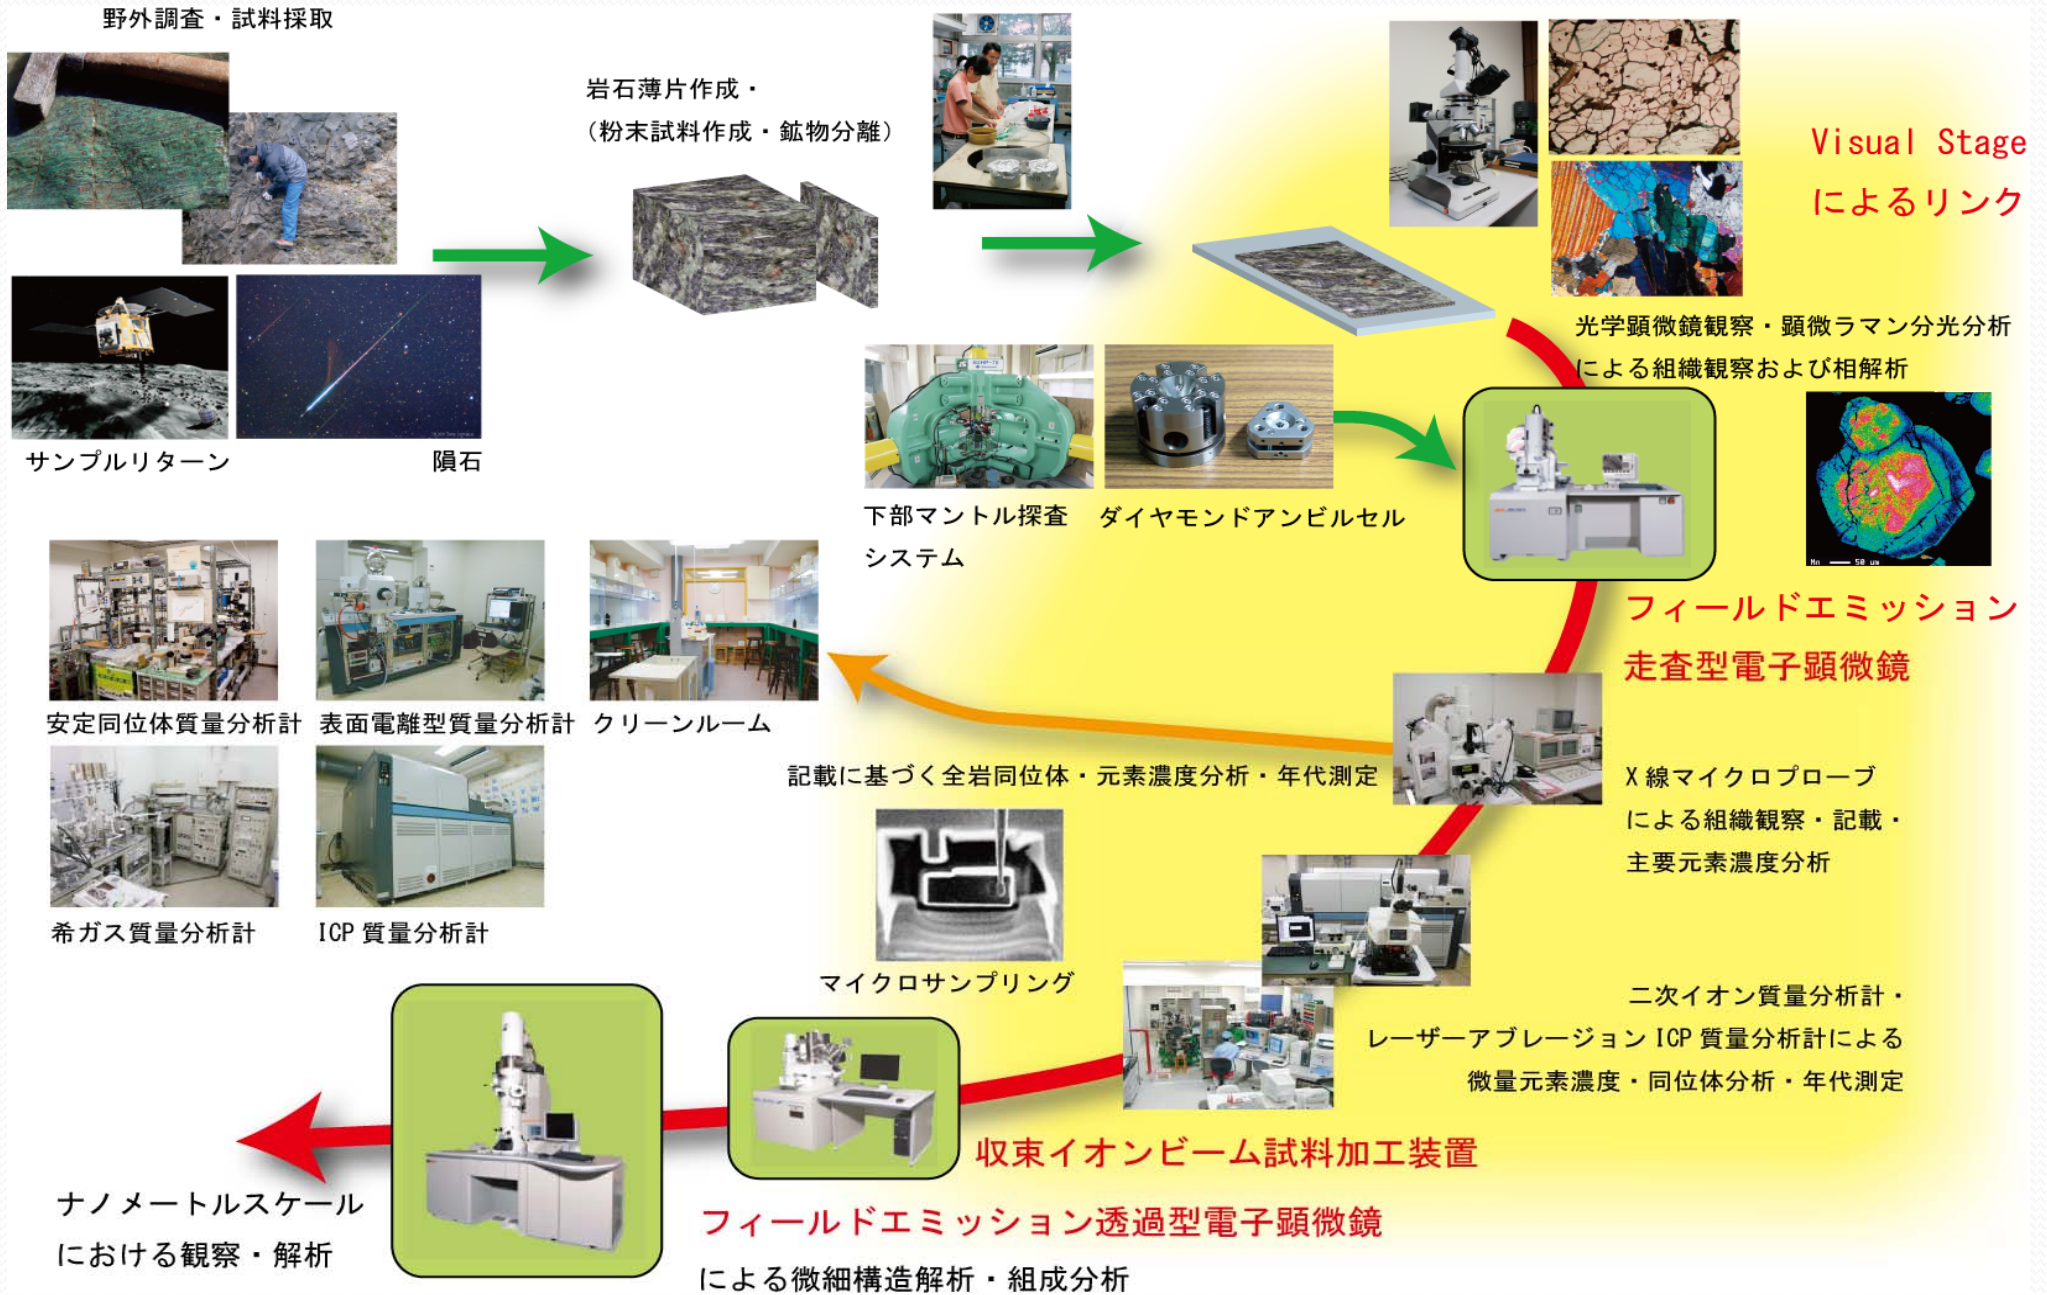 野外調査・試料採取
岩石薄片作成・
（粉末試料作成・鉱物分離）
Visual Stage
によるリンク
サンプルリターン
隕石
光学顕微鏡観察・顕微ラマン分光分析
による組織観察および相解析
下部マントル探査
システム
ダイヤモンドアンビルセル
Mn
50 um
フィールドエミッション
走査型電子顕微鏡
安定同位体質量分析計
表面電離型質量分析計
クリーンルーム
記載に基づく全岩同位体・元素濃度分析・年代測定
X線マイクロプローブ
による組織観察・記載・
主要元素濃度分析
希ガス質量分析計
ICP 質量分析計
マイクロサンプリング
二次イオン質量分析計・
レーザーアブレージョン ICP 質量分析計による
微量元素濃度・同位体分析・年代測定
収束イオンビーム試料加工装置
ナノメートルスケール
における観察・解析
フィールドエミッション透過型電子顕微鏡
による微細構造解析・組成分析